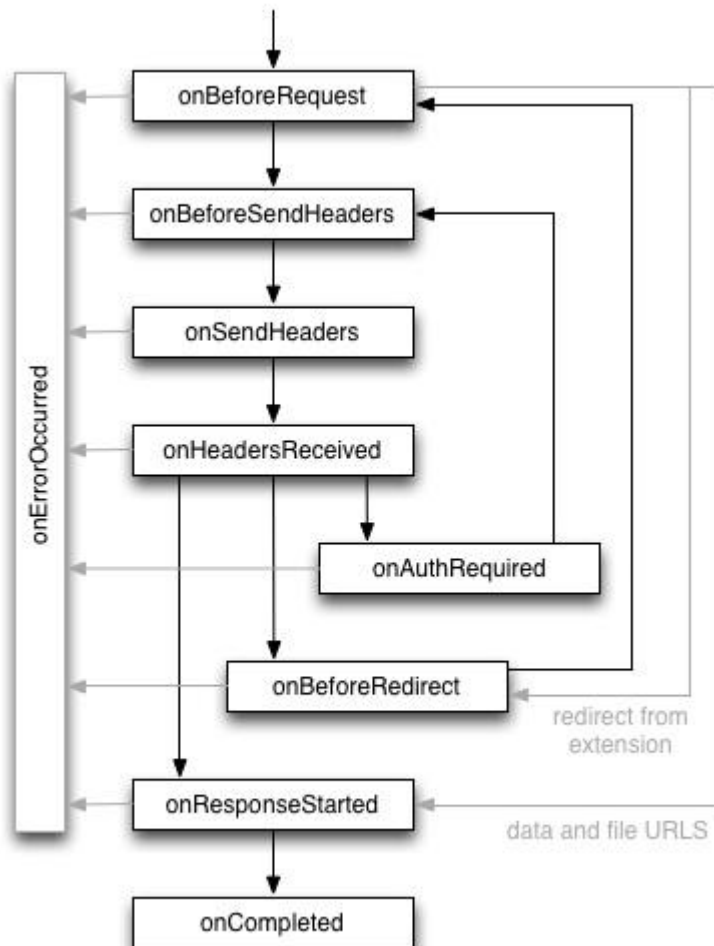 onBeforeRequest
onBeforeSendHeaders
onSendHeaders
onErrorOccurred
onHeadersReceived
onAuthRequired
onBeforeRedirect
redirect from
extension
onResponseStarted
data and file URLS
onCompleted